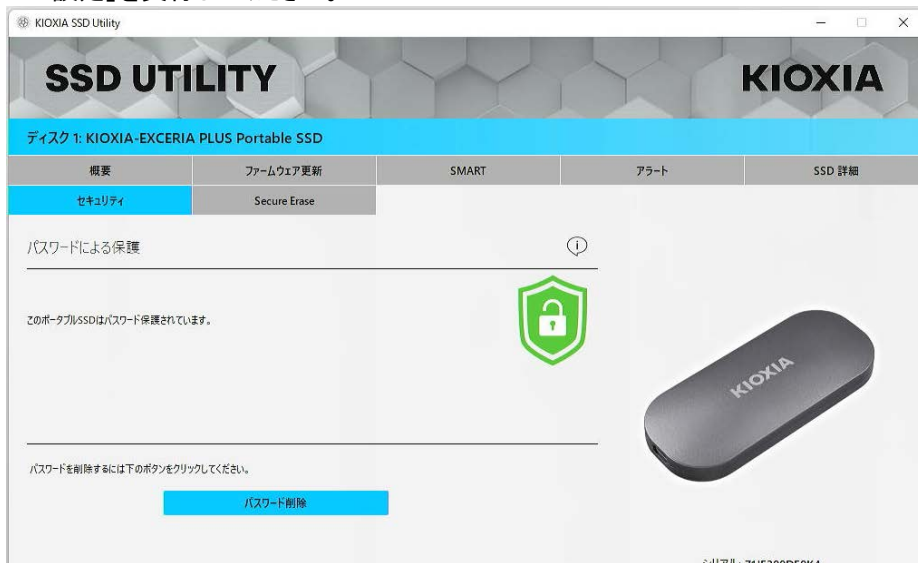 KIOXIA SSD Utility
SSD UTILITY
KIOXIA
ディスク 1: KIOXIA-EXCERIA PLUS Portable SSD
概要
ファームウェア更新
SMART
アラート
SSD 詳細
セキュリティ
Secure Erase
パスワードによる保護
このポータブルSSDはパスワード保護されています。
KIOXIA
パスワードを削除するには下のボタンをクリックしてください。
パスワード削除